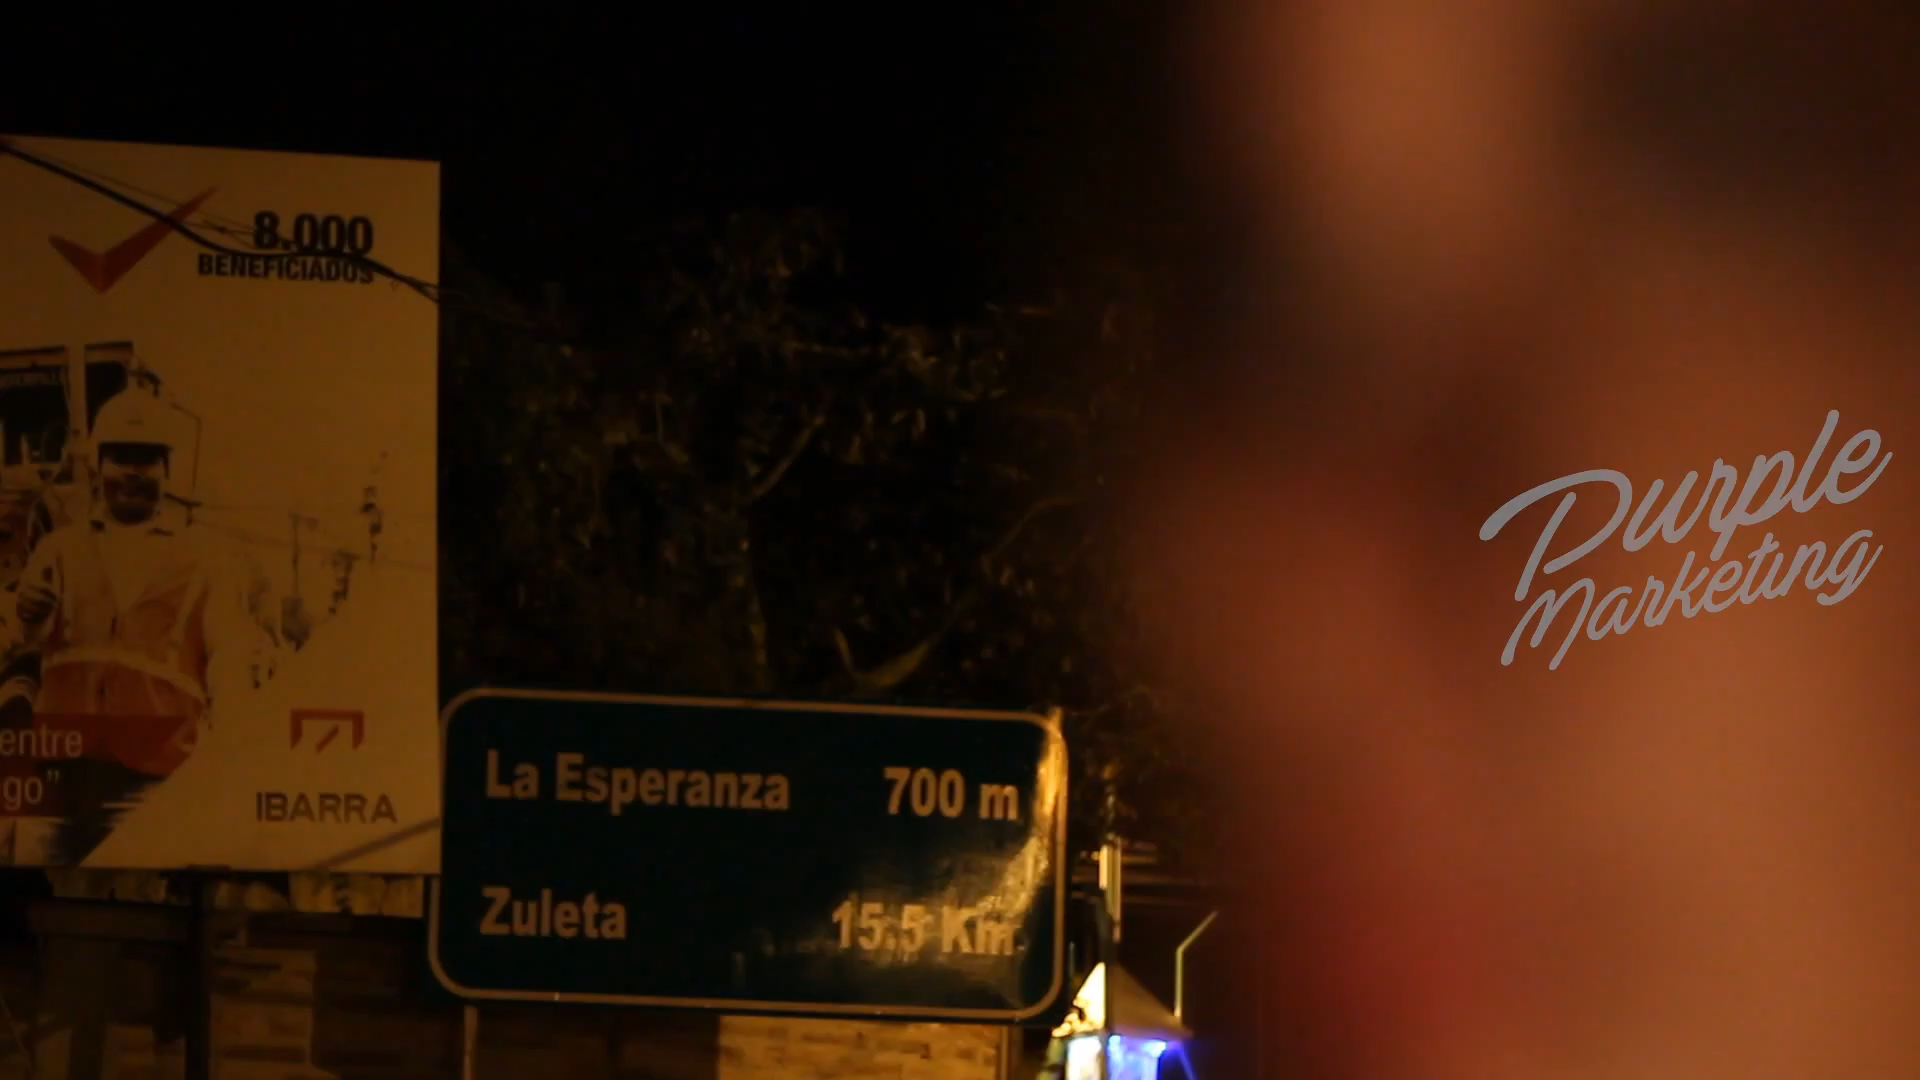 8.000
BENEFICIADOS
entre
go"
IBARRA
La Esperanza 700 m
Zuleta 15.5 Km
Purple
Marketing